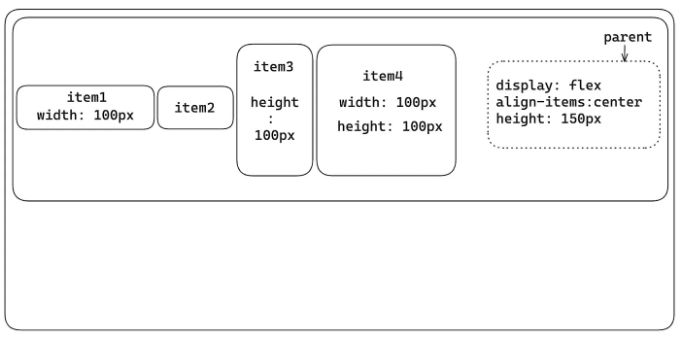 item1
width: 100px
item2
item3
height
:
100px
item4
width: 100px
height: 100px
parent
display: flex
align-items:center
height: 150px